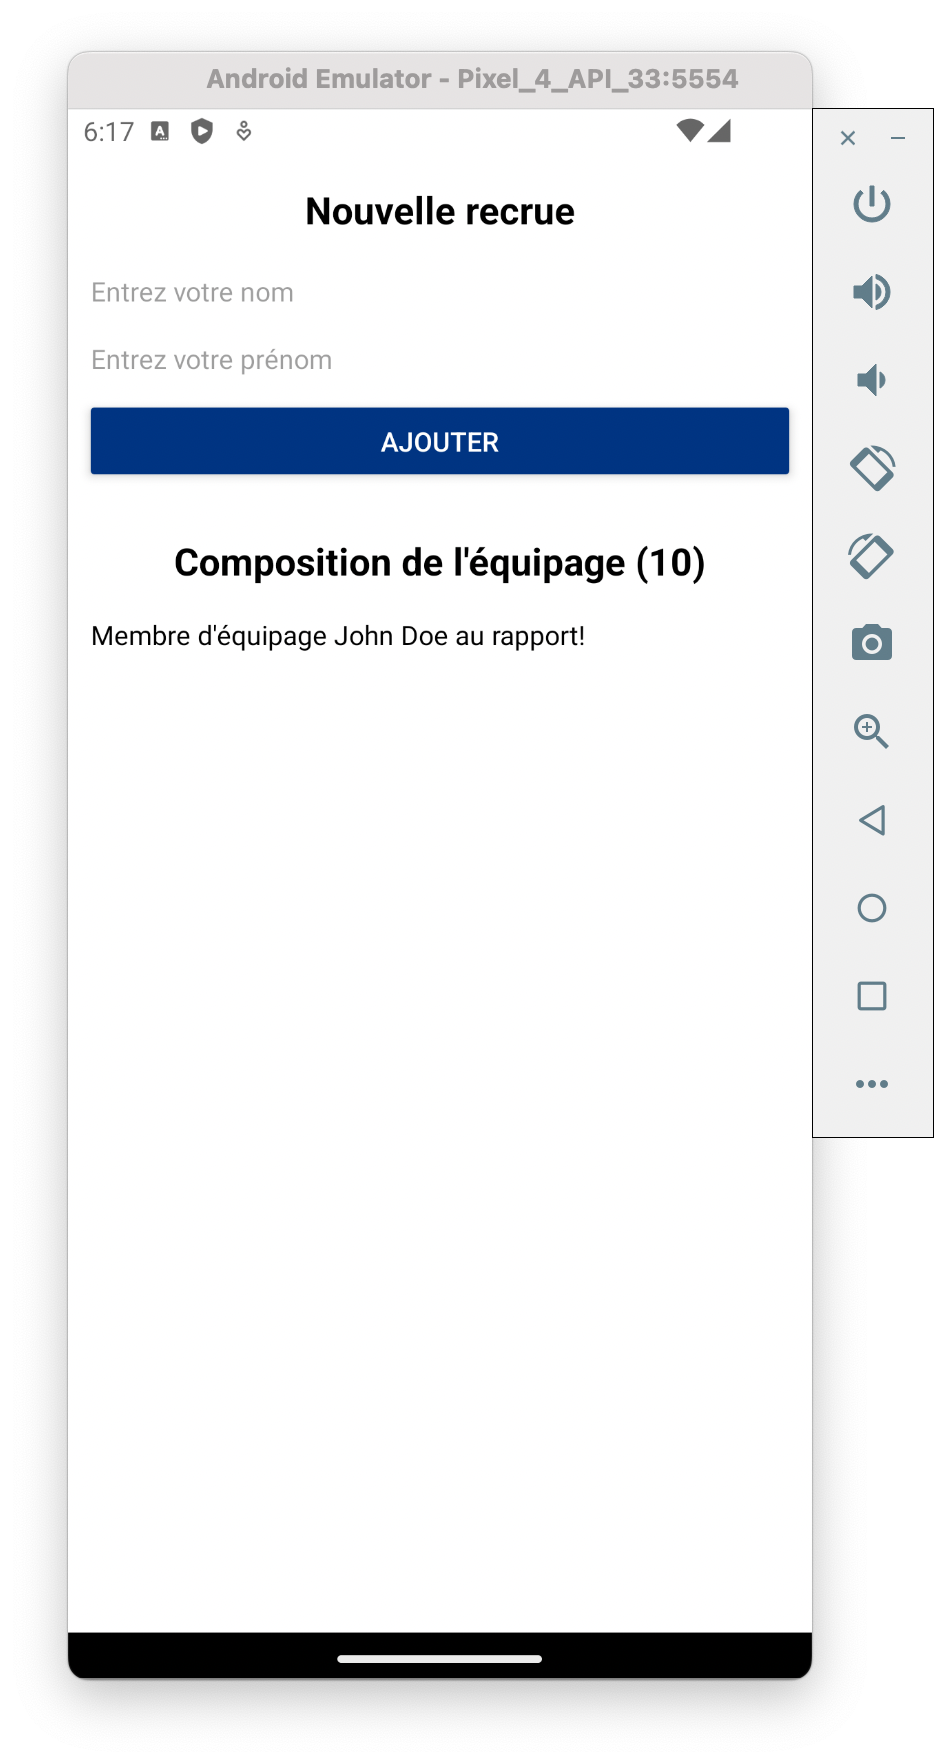 Android Emulator - Pixel_4_API_33:5554
6:17
Nouvelle recrue
Entrez votre nom
Entrez votre prénom
AJOUTER
Composition de l'équipage (10)
Membre d'équipage John Doe au rapport!